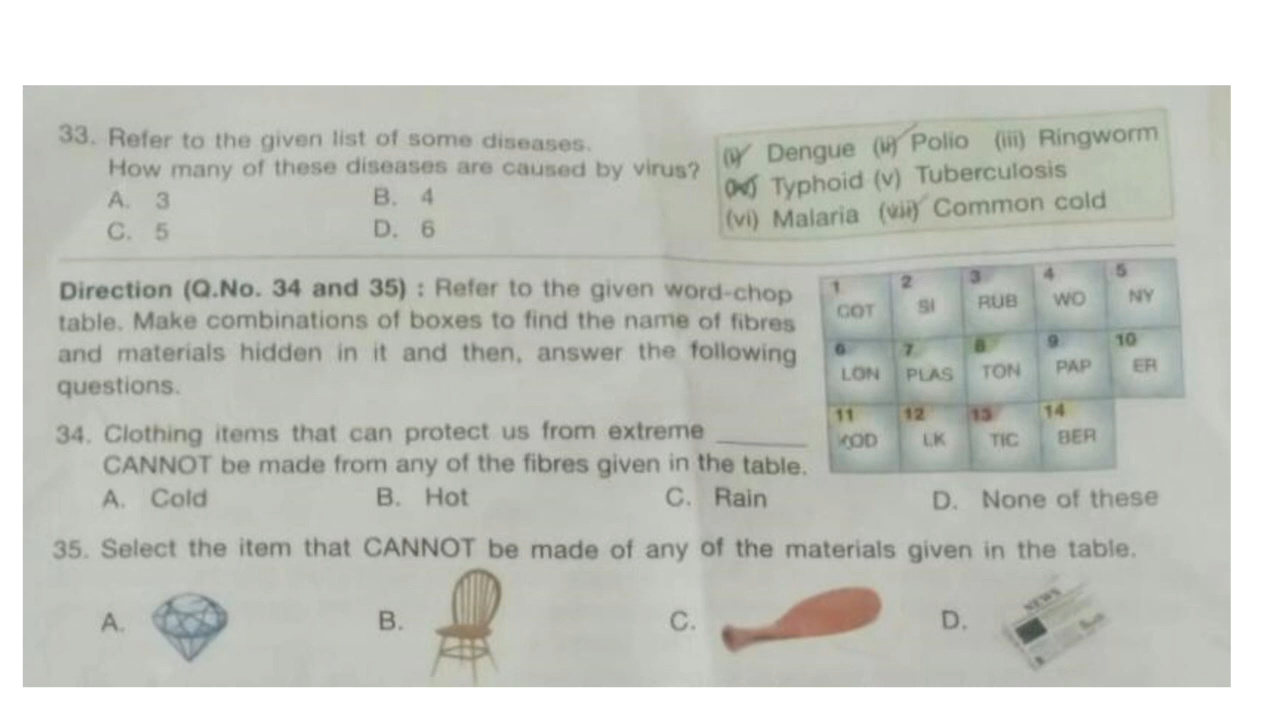 33. Refer to the given list of some diseases.
How many of these diseases are caused by virus?
A. 3 B. 4
C. 5 D. 6
(i) Dengue (ii) Polio (iii) Ringworm
(iv) Typhoid (v) Tuberculosis
(vi) Malaria (vii) Common cold
Direction (Q.No. 34 and 35) : Refer to the given word-chop
table. Make combinations of boxes to find the name of fibres
and materials hidden in it and then, answer the following
questions.
1 2 3 4 5
COT SI RUB WO NY
6 7 8 9 10
LON PLAS TON PAP ER
11 12 13 14
OD LK TIC BER
34. Clothing items that can protect us from extreme ______
CANNOT be made from any of the fibres given in the table.
A. Cold B. Hot C. Rain D. None of these
35. Select the item that CANNOT be made of any of the materials given in the table.
A. B. C. D.
NEWS